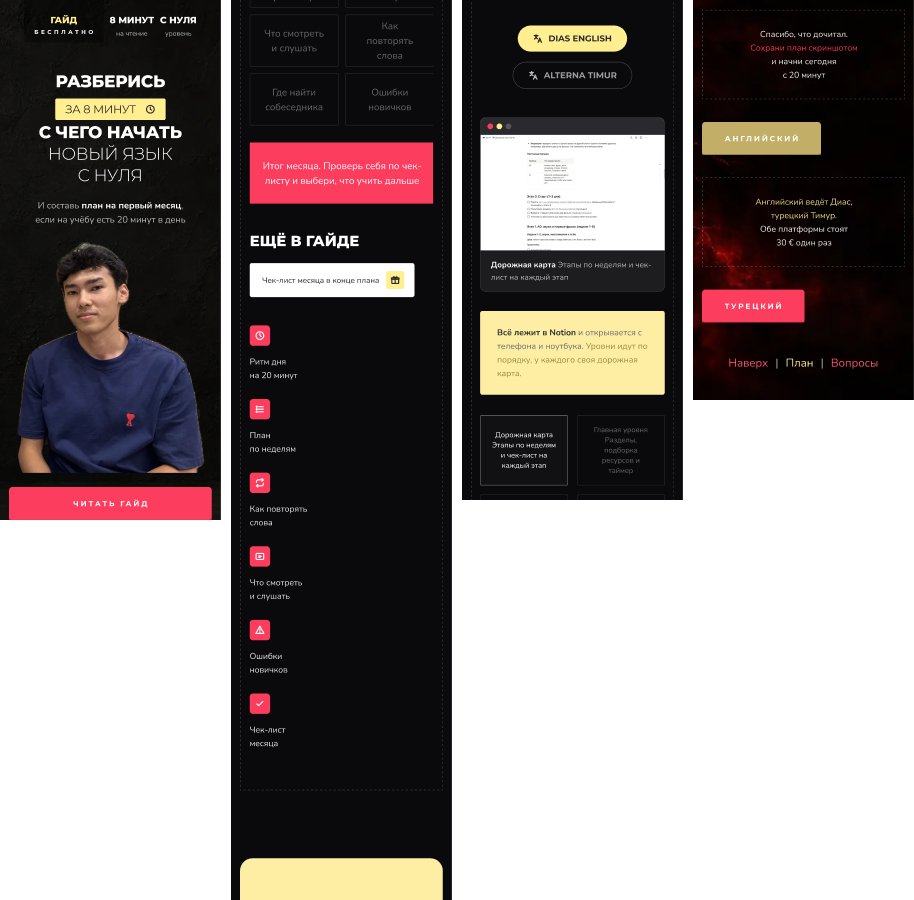 ГАЙД
БЕСПЛАТНО
8 МИНУТ
на чтение
С НУЛЯ
уровень
РАЗБЕРИСЬ
ЗА 8 МИНУТ
С ЧЕГО НАЧАТЬ
НОВЫЙ ЯЗЫК
С НУЛЯ
И составь план на первый месяц,
если на учёбу есть 20 минут в день
ЧИТАТЬ ГАЙД
Что смотреть
и слушать
Как
повторять
слова
Где найти
собеседника
Ошибки
новичков
Итог месяца. Проверь себя по чек-
листу и выбери, что учить дальше
ЕЩЁ В ГАЙДЕ
Чек-лист месяца в конце плана
Ритм дня
на 20 минут
План
по неделям
Как повторять
слова
Что смотреть
и слушать
Ошибки
новичков
Чек-лист
месяца
DIAS ENGLISH
ALTERNA TIMUR
Дорожная карта Этапы по неделям и чек-
лист на каждый этап
Всё лежит в Notion и открывается с
телефона и ноутбука. Уровни идут по
порядку, у каждого своя дорожная
карта.
Дорожная карта
Этапы по неделям
и чек-лист на
каждый этап
Главная уровня
Разделы,
подборка
ресурсов и
таймер
Спасибо, что дочитал.
Сохрани план скриншотом
и начни сегодня
с 20 минут
АНГЛИЙСКИЙ
Английский ведёт Диас,
турецкий Тимур.
Обе платформы стоят
30 € один раз
ТУРЕЦКИЙ
Наверх | План | Вопросы